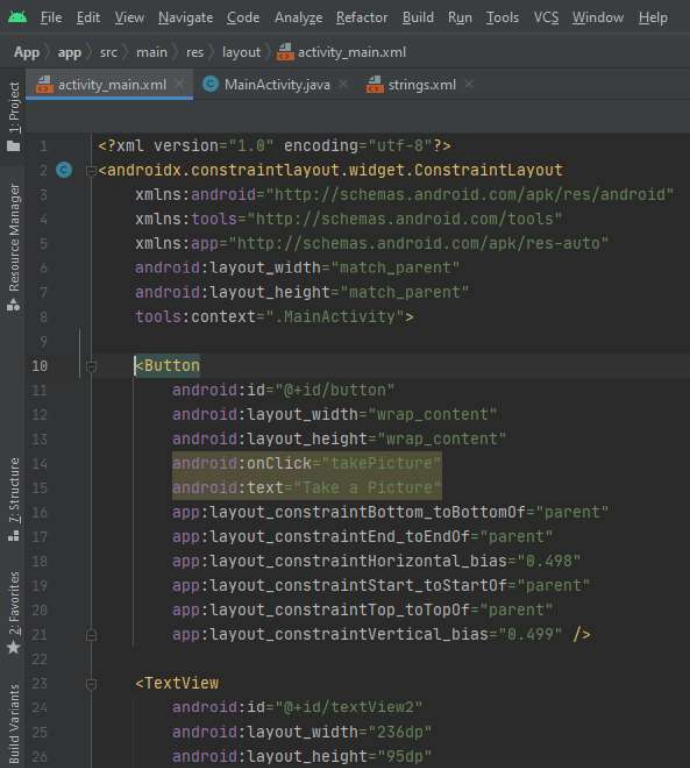 File Edit View Navigate Code Analyze Refactor Build Run Tools VCS Window Help
App app src main res layout activity_main.xml
activity_main.xml MainActivity.java strings.xml
1: Project
Resource Manager
Z: Structure
2: Favorites
Build Variants
1 <?xml version="1.0" encoding="utf-8"?>
2 <androidx.constraintlayout.widget.ConstraintLayout
3 xmlns:android="http://schemas.android.com/apk/res/android"
4 xmlns:tools="http://schemas.android.com/tools"
5 xmlns:app="http://schemas.android.com/apk/res-auto"
6 android:layout_width="match_parent"
7 android:layout_height="match_parent"
8 tools:context=".MainActivity">
9
10 <Button
11 android:id="@+id/button"
12 android:layout_width="wrap_content"
13 android:layout_height="wrap_content"
14 android:onClick="takePicture"
15 android:text="Take a Picture"
16 app:layout_constraintBottom_toBottomOf="parent"
17 app:layout_constraintEnd_toEndOf="parent"
18 app:layout_constraintHorizontal_bias="0.498"
19 app:layout_constraintStart_toStartOf="parent"
20 app:layout_constraintTop_toTopOf="parent"
21 app:layout_constraintVertical_bias="0.499" />
22
23 <TextView
24 android:id="@+id/textView2"
25 android:layout_width="236dp"
26 android:layout_height="95dp"